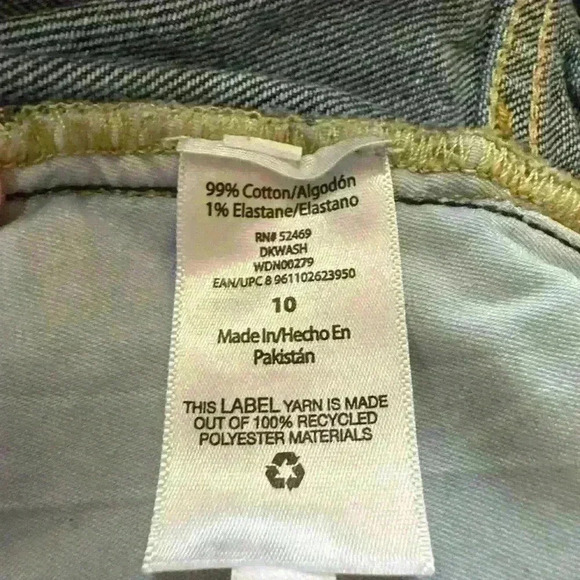 99% Cotton/Algodón
1% Elastane/Elastano
RN# 52469
DKWASH
WDN00279
EAN/UPC 8 961102623950
10
Made In/Hecho En
Pakistán
THIS LABEL YARN IS MADE
OUT OF 100% RECYCLED
POLYESTER MATERIALS